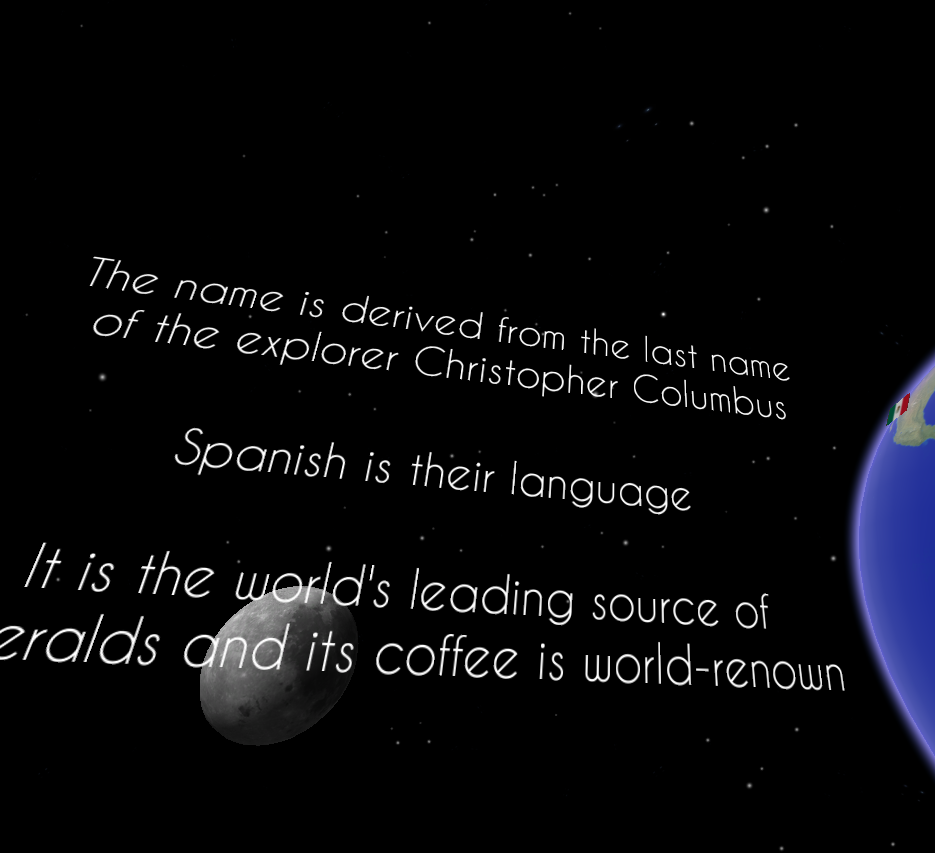 The name is derived from the last name
of the explorer Christopher Columbus
Spanish is their language
It is the world's leading source of
eralds and its coffee is world-renown